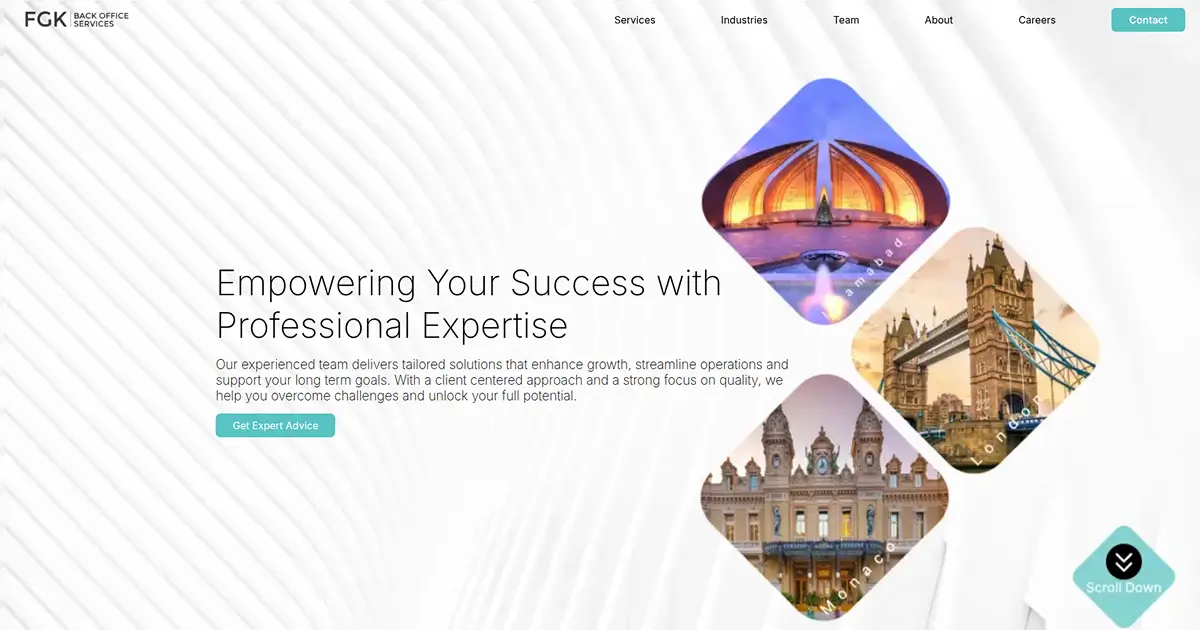 FGK BACK OFFICE
SERVICES
Services
Industries
Team
About
Careers
Contact
Islamabad
Empowering Your Success with
Professional Expertise
Our experienced team delivers tailored solutions that enhance growth, streamline operations and
support your long term goals. With a client centered approach and a strong focus on quality, we
help you overcome challenges and unlock your full potential.
Get Expert Advice
London
Monaco
Scroll Down